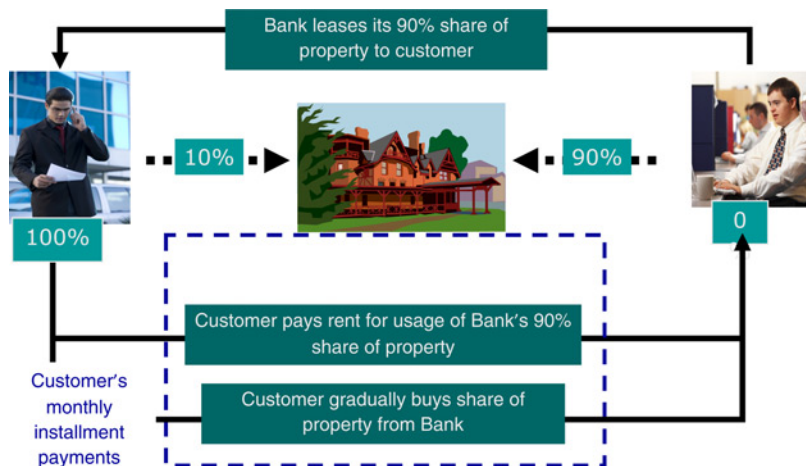 Bank leases its 90% share of
property to customer
10%
90%
100%
0
Customer pays rent for usage of Bank's 90%
share of property
Customer's
monthly
installment
payments
Customer gradually buys share of
property from Bank